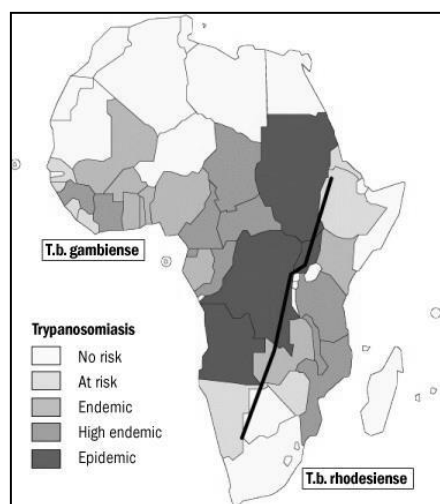 T.b. gambiense
Trypanosomiasis
No risk
At risk
Endemic
High endemic
Epidemic
T.b. rhodesiense